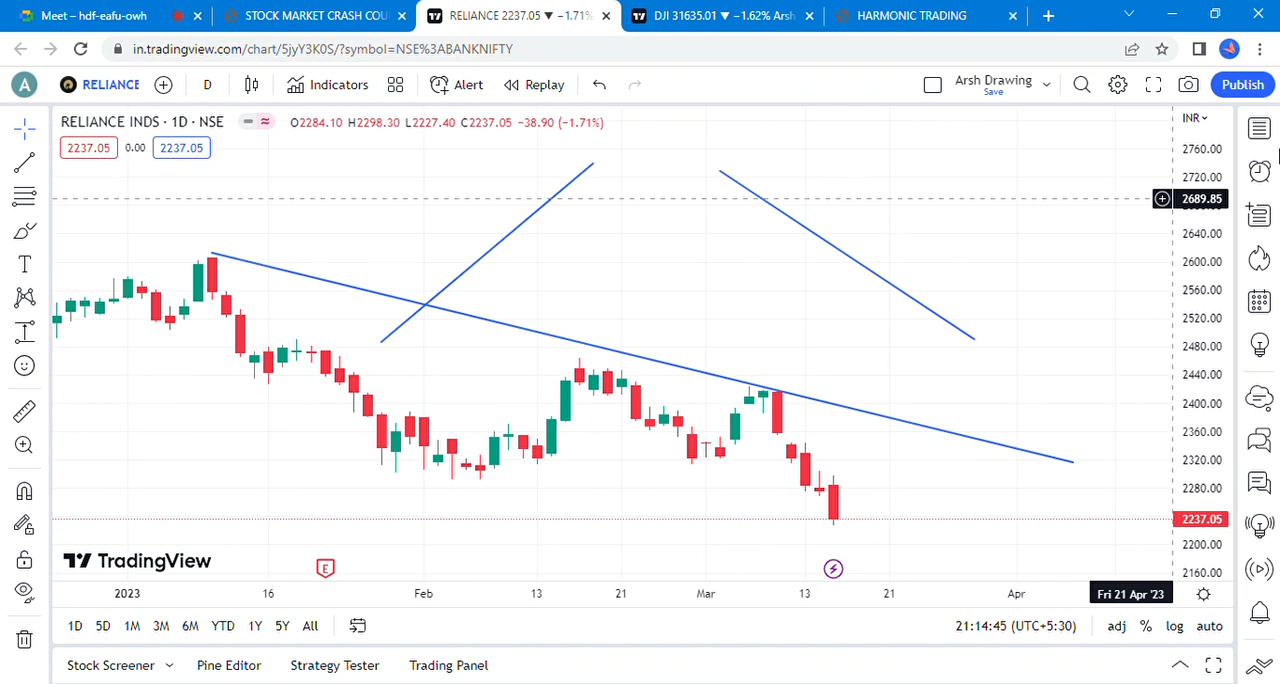 Meet – hdf-eafu-owh
STOCK MARKET CRASH COU
RELIANCE 2237.05 ▼ −1.71%
DJI 31635.01 ▼ −1.62% Arsh
HARMONIC TRADING
in.tradingview.com/chart/5jyY3K0S/?symbol=NSE%3ABANKNIFTY
A
RELIANCE
D
Indicators
Alert
Replay
Arsh Drawing
Save
Publish
RELIANCE INDS · 1D · NSE
O2284.10 H2298.30 L2227.40 C2237.05 −38.90 (−1.71%)
INR
2237.05
0.00
2237.05
2760.00
2720.00
2689.85
2640.00
2600.00
2560.00
2520.00
2480.00
2440.00
2400.00
2360.00
2320.00
2280.00
2237.05
2200.00
2160.00
TradingView
E
2023
16
Feb
13
21
Mar
13
21
Apr
Fri 21 Apr '23
1D 5D 1M 3M 6M YTD 1Y 5Y All
21:14:45 (UTC+5:30)
adj % log auto
Stock Screener
Pine Editor
Strategy Tester
Trading Panel